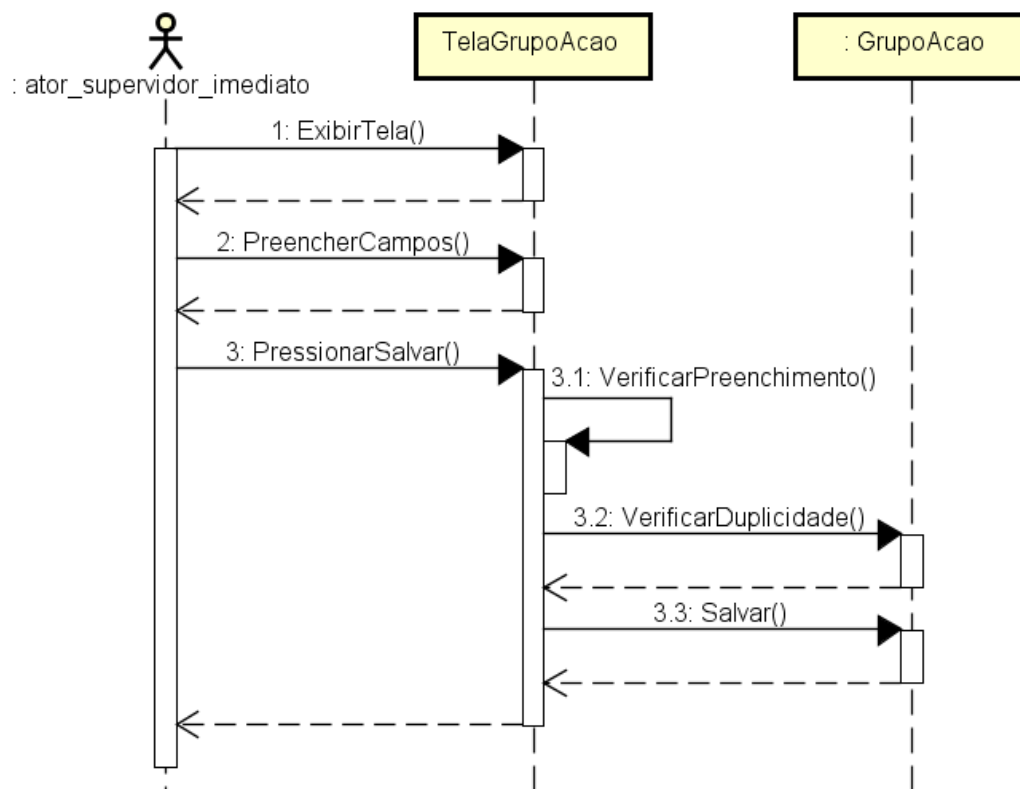 TelaGrupoAcao
: GrupoAcao
: ator_supervidor_imediato
1: ExibirTela()
2: PreencherCampos()
3: PressionarSalvar()
3.1: VerificarPreenchimento()
3.2: VerificarDuplicidade()
3.3: Salvar()